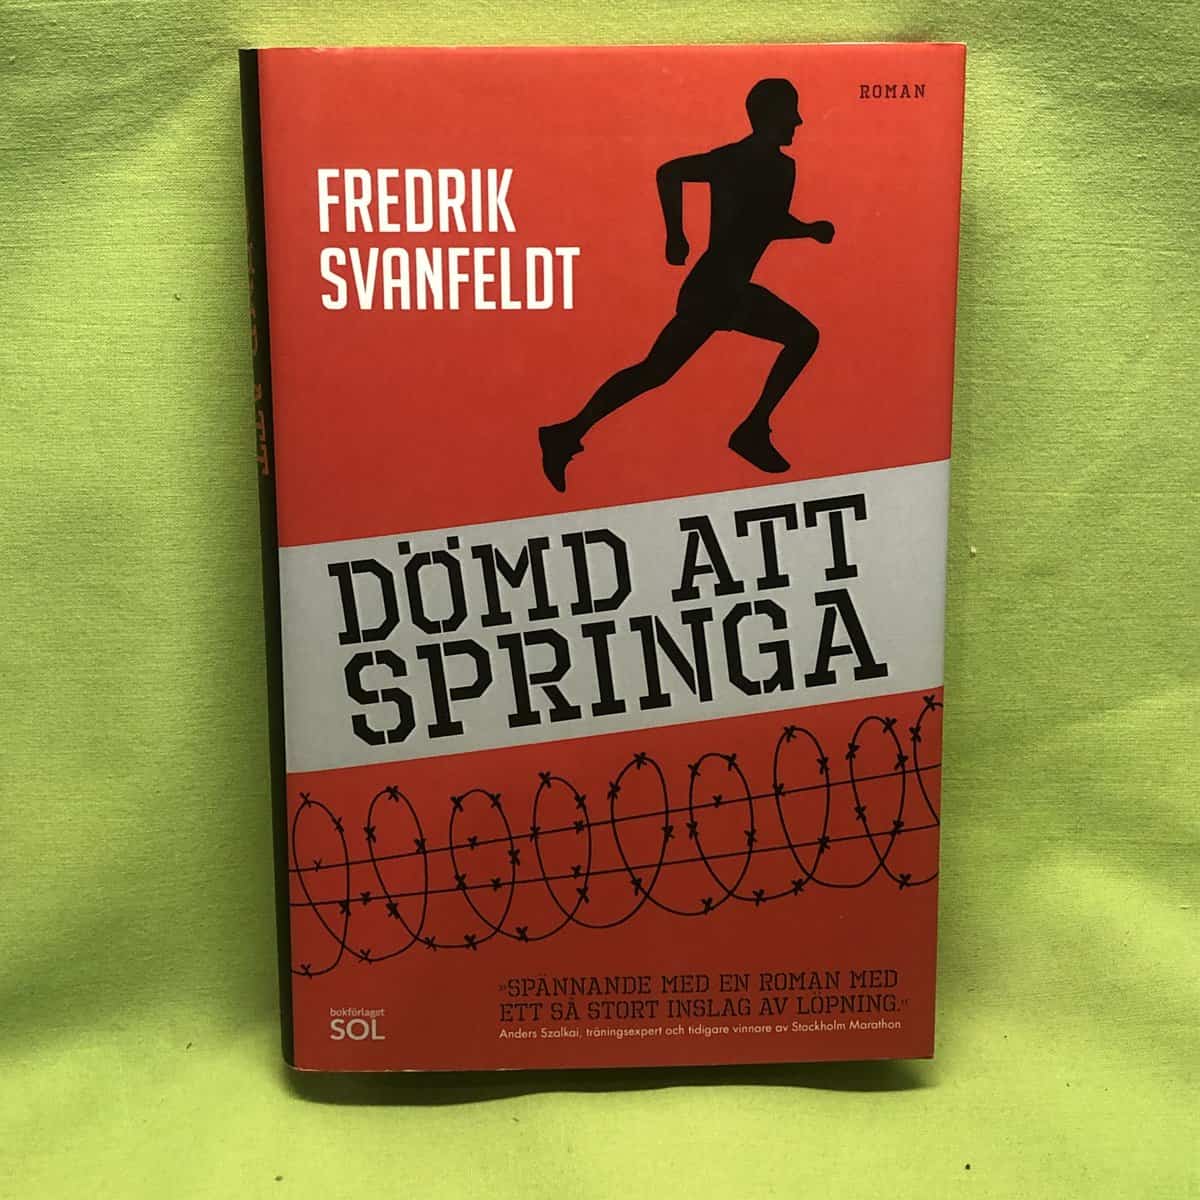 ROMAN
FREDRIK
SVANFELDT
DÖMD ATT
SPRINGA
»SPÄNNANDE MED EN ROMAN MED
ETT SÅ STORT INSLAG AV LÖPNING.«
Anders Szalkai, träningsexpert och tidigare vinnare av Stockholm Marathon
bokförlaget
SOL